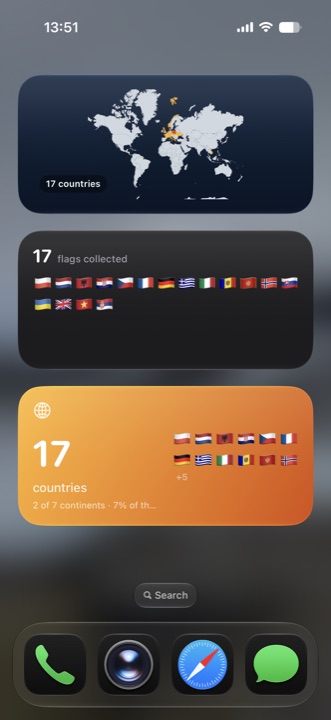 13:51
17 countries
17 flags collected
17
countries
2 of 7 continents · 7% of th...
+5
Search